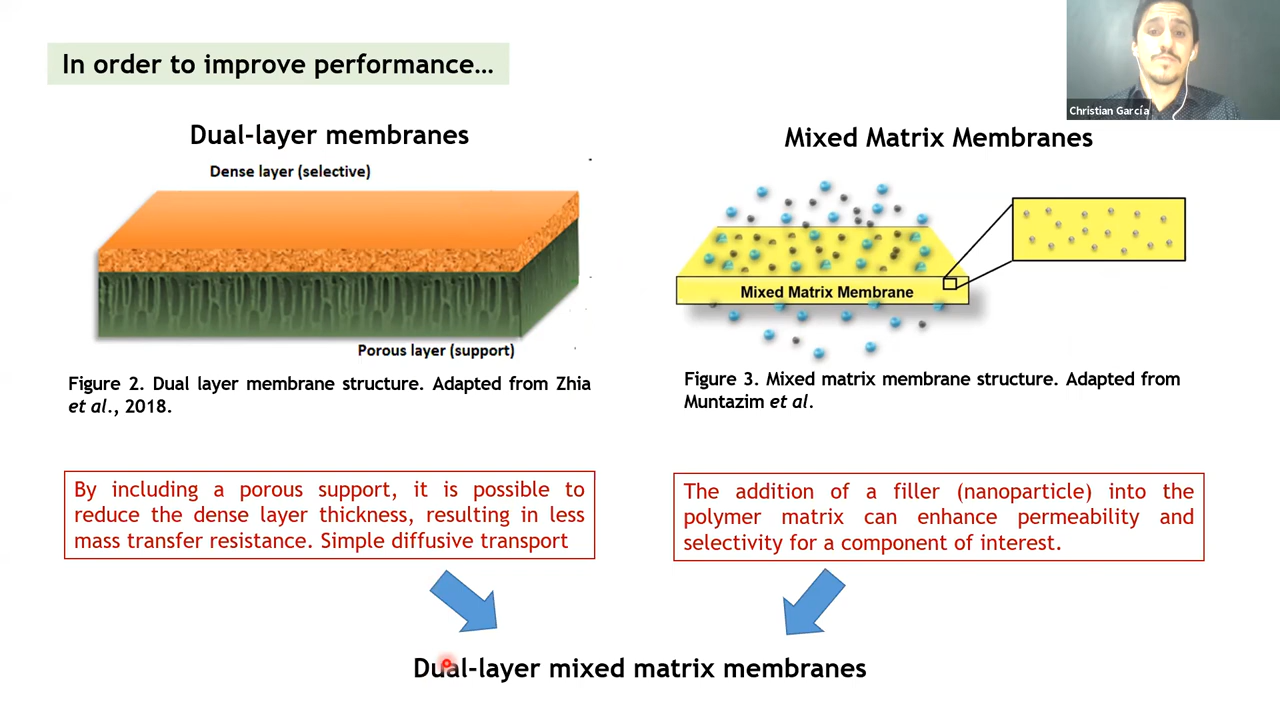 In order to improve performance…
Christian García
Dual-layer membranes
Dense layer (selective)
Porous layer (support)
Figure 2. Dual layer membrane structure. Adapted from Zhia
et al., 2018.
By including a porous support, it is possible to
reduce the dense layer thickness, resulting in less
mass transfer resistance. Simple diffusive transport
Mixed Matrix Membranes
Mixed Matrix Membrane
Figure 3. Mixed matrix membrane structure. Adapted from
Muntazim et al.
The addition of a filler (nanoparticle) into the
polymer matrix can enhance permeability and
selectivity for a component of interest.
Dual-layer mixed matrix membranes